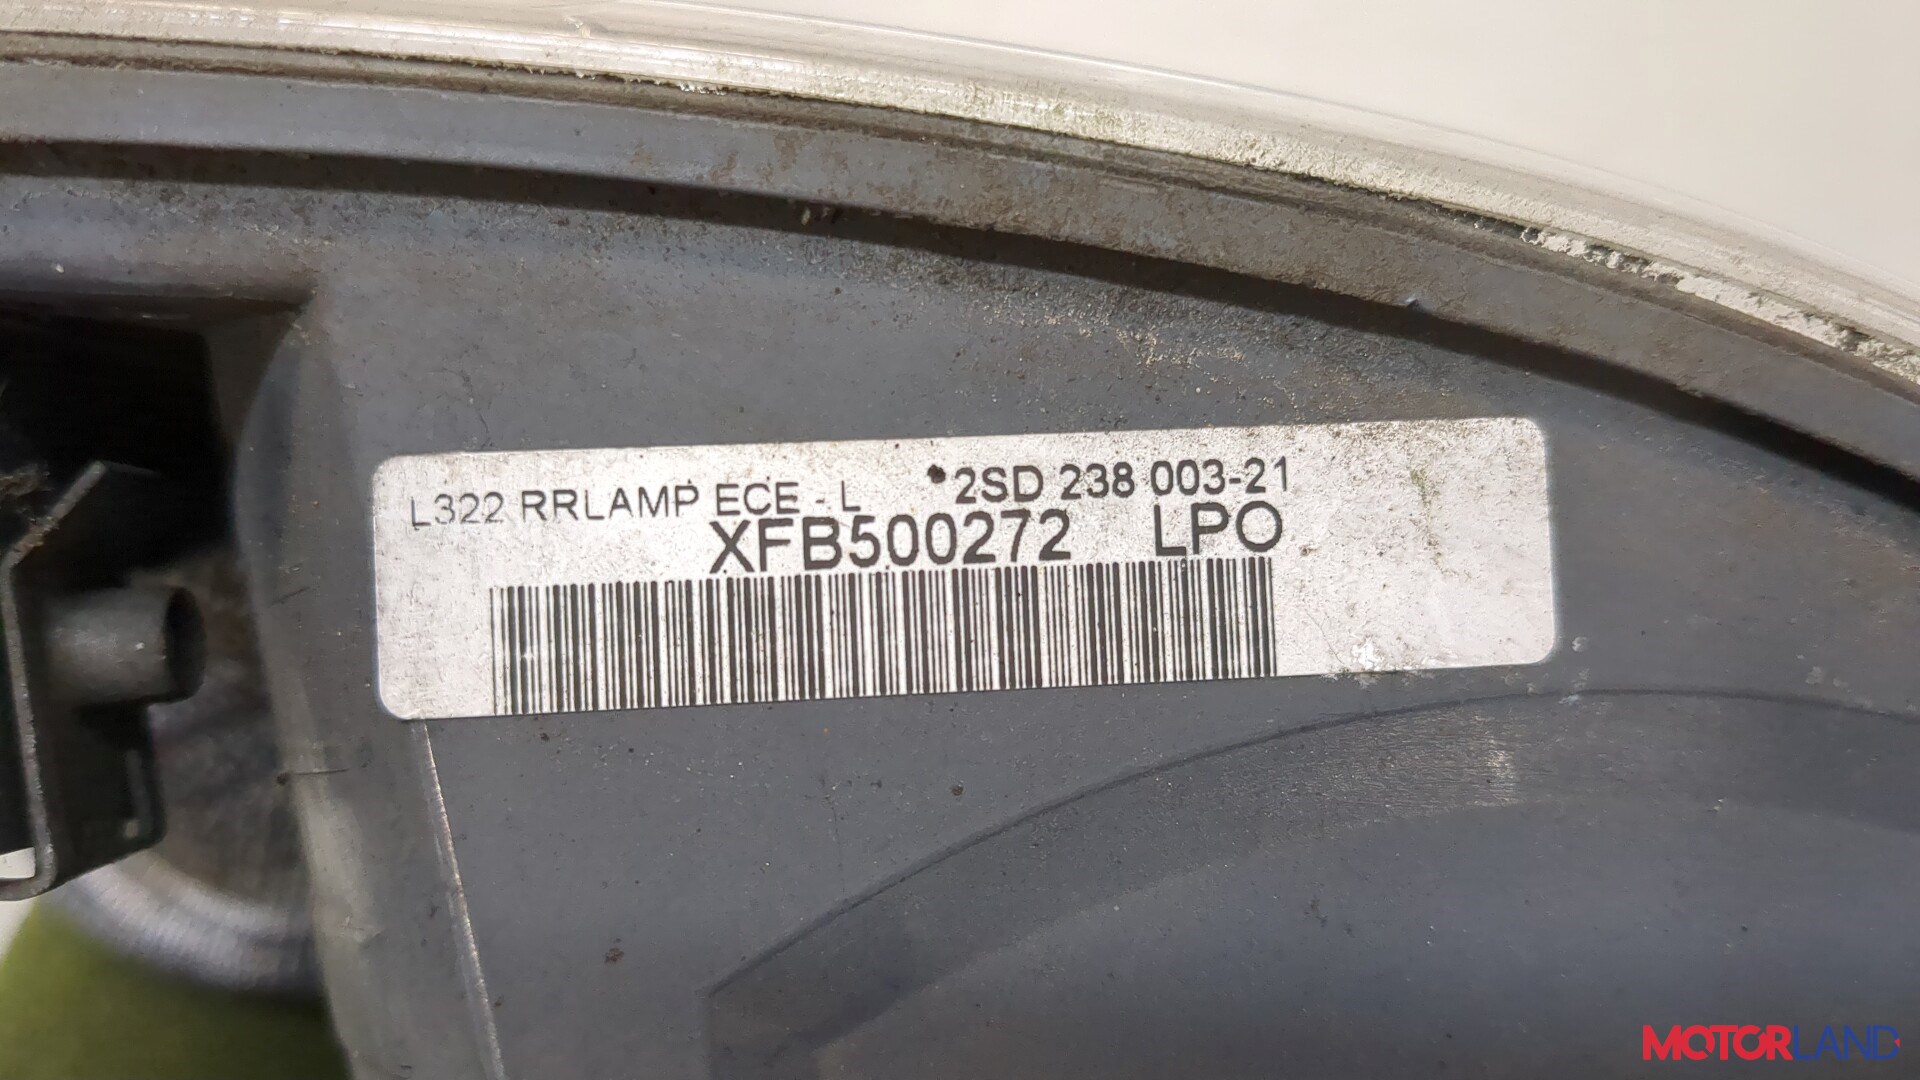 L322 RRLAMP ECE - L 2SD 238 003-21
XFB500272 LPO
MOTORLAND